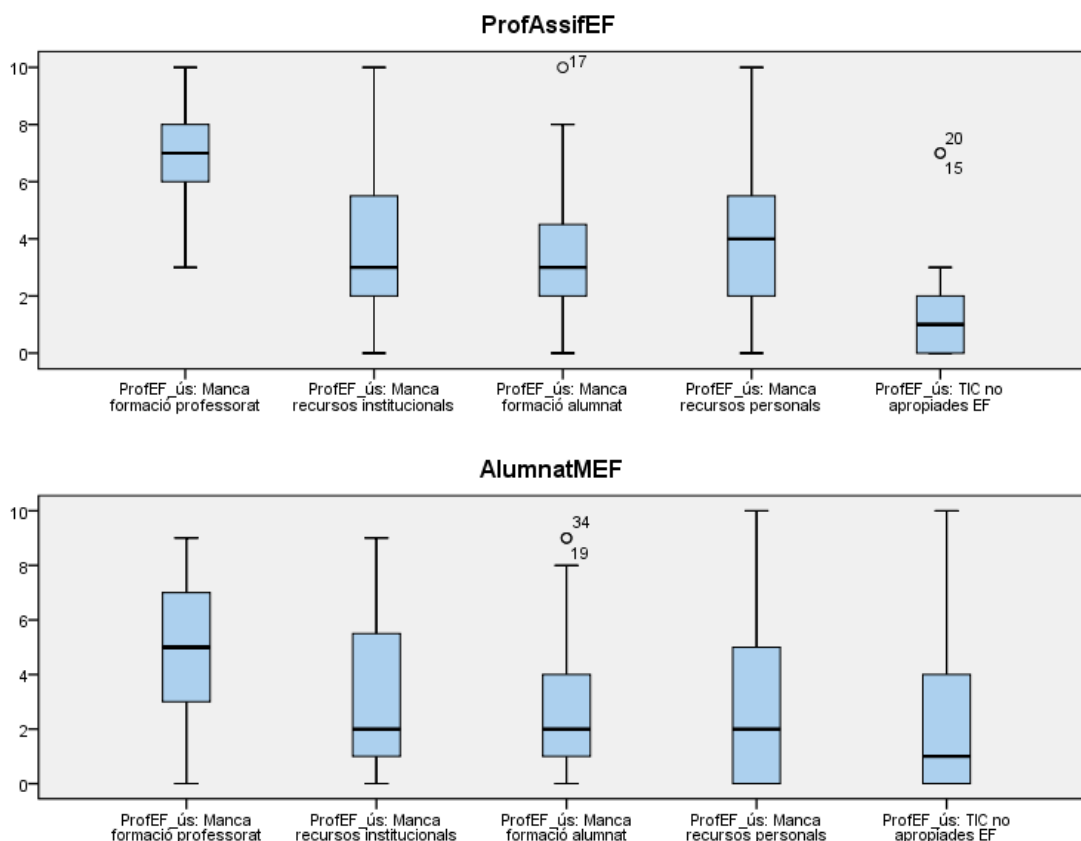 ProfAssifEF
10
8
6
4
2
0
17
20
15
ProfEF_ús: Manca
formació professorat
ProfEF_ús: Manca
recursos institucionals
ProfEF_ús: Manca
formació alumnat
ProfEF_ús: Manca
recursos personals
ProfEF_ús: TIC no
apropiades EF
AlumnatMEF
10
8
6
4
2
0
34
19
ProfEF_ús: Manca
formació professorat
ProfEF_ús: Manca
recursos institucionals
ProfEF_ús: Manca
formació alumnat
ProfEF_ús: Manca
recursos personals
ProfEF_ús: TIC no
apropiades EF